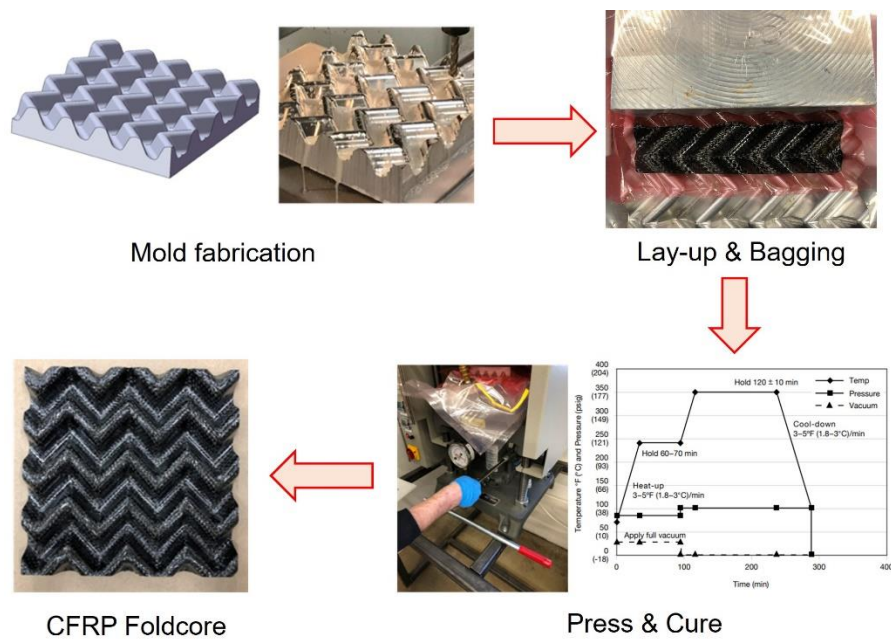 Mold fabrication
Lay-up & Bagging
400
(204)
350
(177)
300
(149)
250
(121)
200
(93)
150
(66)
100
(38)
50
(10)
0
(-18)
Temperature °F (°C) and Pressure (psig)
Hold 120 ± 10 min
Temp
Pressure
Vacuum
Cool-down
3–5°F (1.8–3°C)/min
Hold 60–70 min
Heat-up
3–5°F (1.8–3°C)/min
Apply full vacuum
0
100
200
300
400
Time (min)
CFRP Foldcore
Press & Cure